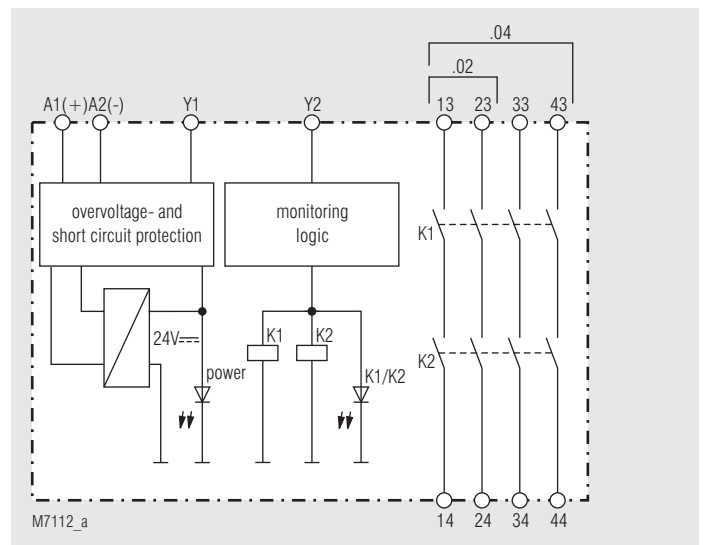 .04
.02
A1(+)A2(-) Y1 Y2 13 23 33 43
overvoltage- and
short circuit protection
monitoring
logic
K1
24V
K1 K2
K2
power
K1/K2
14 24 34 44
M7112_a